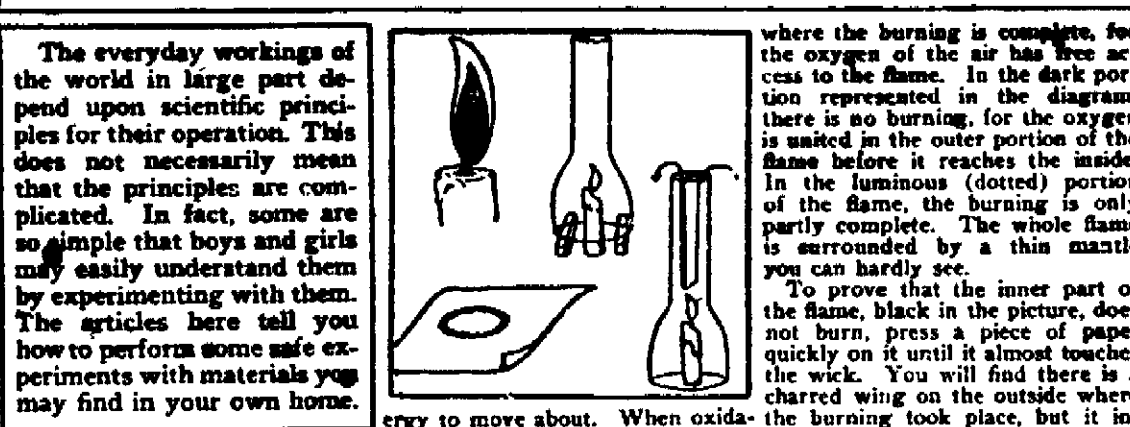 The everyday workings of
the world in large part de-
pend upon scientific princi-
ples for their operation. This
does not necessarily mean
that the principles are com-
plicated. In fact, some are
so simple that boys and girls
may easily understand them
by experimenting with them.
The articles here tell you
how to perform some safe ex-
periments with materials you
may find in your own home.
ergy to move about. When oxida-
where the burning is complete, for
the oxygen of the air has free ac-
cess to the flame. In the dark por-
tion represented in the diagram
there is no burning, for the oxygen
is united in the outer portion of the
flame before it reaches the inside.
In the luminous (dotted) portion
of the flame, the burning is only
partly complete. The whole flame
is surrounded by a thin mantle
you can hardly see.
To prove that the inner part of
the flame, black in the picture, does
not burn, press a piece of paper
quickly on it until it almost touches
the wick. You will find there is
charred wing on the outside where
the burning took place, but it in